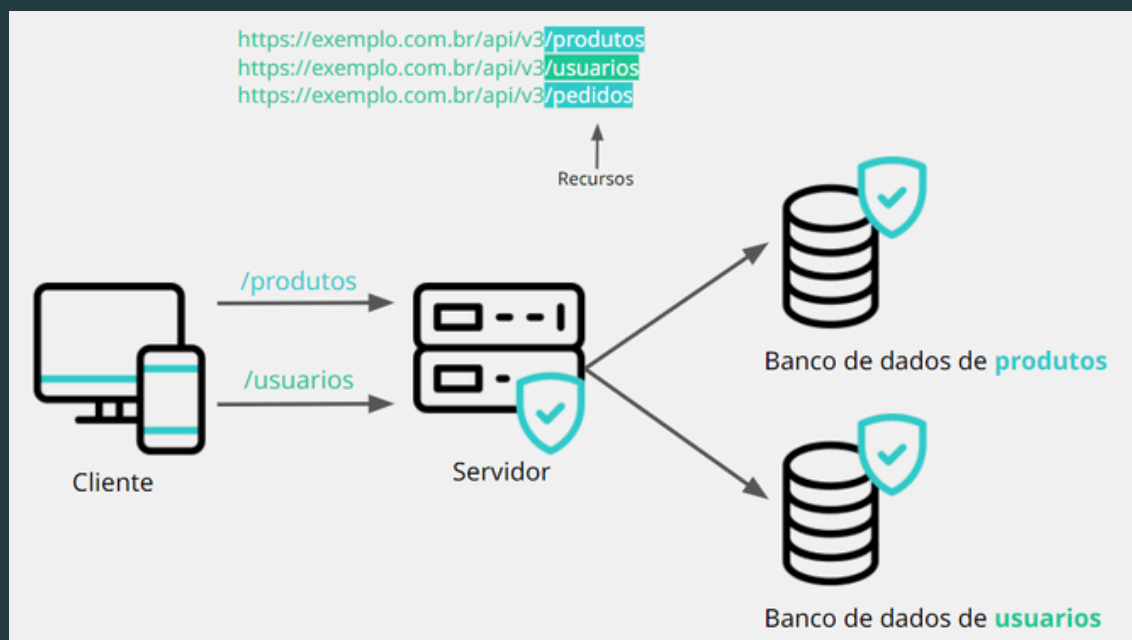 https://exemplo.com.br/api/v3/produtos
https://exemplo.com.br/api/v3/usuarios
https://exemplo.com.br/api/v3/pedidos
Recursos
/produtos
/usuarios
Cliente
Servidor
Banco de dados de produtos
Banco de dados de usuarios